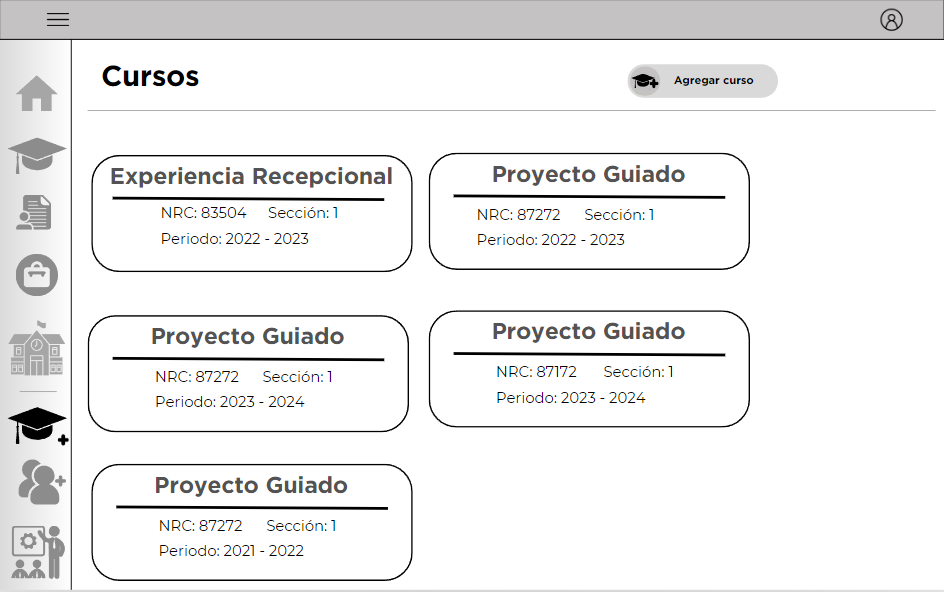 Cursos
Agregar curso
Experiencia Recepcional
NRC: 83504 Sección: 1
Periodo: 2022 - 2023
Proyecto Guiado
NRC: 87272 Sección: 1
Periodo: 2022 - 2023
Proyecto Guiado
NRC: 87272 Sección: 1
Periodo: 2023 - 2024
Proyecto Guiado
NRC: 87172 Sección: 1
Periodo: 2023 - 2024
Proyecto Guiado
NRC: 87272 Sección: 1
Periodo: 2021 - 2022